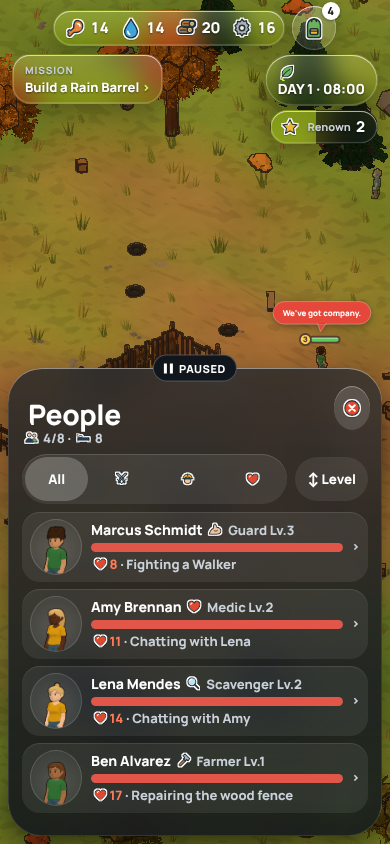 14
14
20
16
4
MISSION
Build a Rain Barrel ›
DAY 1 · 08:00
Renown 2
We've got company.
3
PAUSED
People
4/8 · 8
All
Level
Marcus Schmidt Guard Lv.3
8 · Fighting a Walker
Amy Brennan Medic Lv.2
11 · Chatting with Lena
Lena Mendes Scavenger Lv.2
14 · Chatting with Amy
Ben Alvarez Farmer Lv.1
17 · Repairing the wood fence